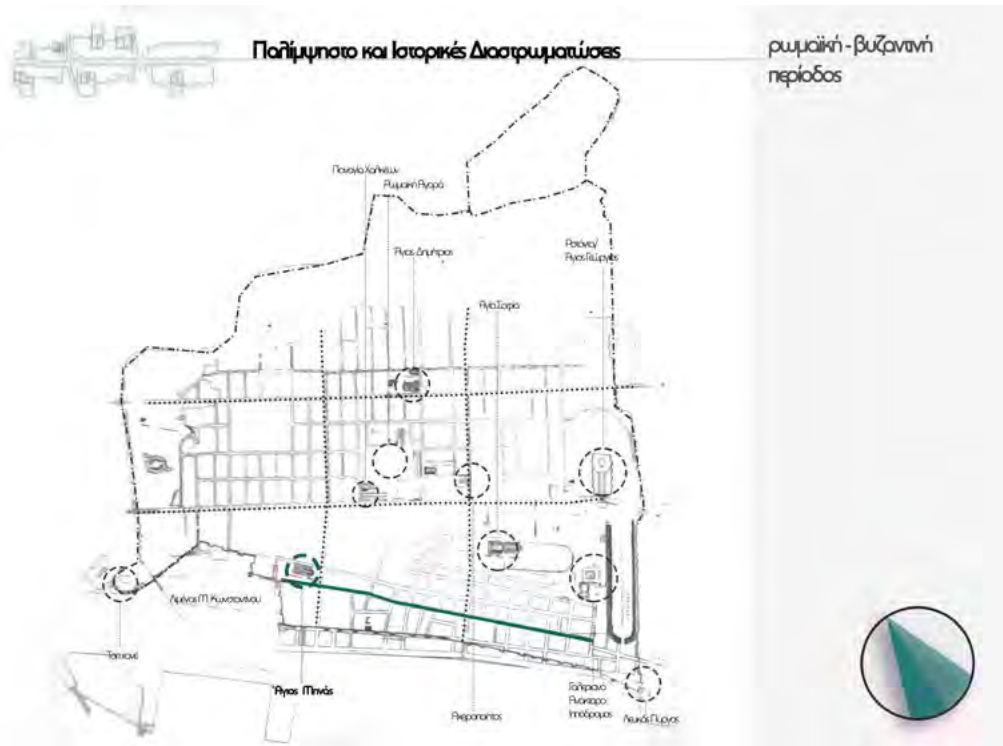 Παλίμψηστο και Ιστορικές Διαστρωματώσεις
ρωμαϊκή - βυζαντινή
περίοδος
Παναγία Χαλκέων
Ρωμαική Αγορά
Άγιος Δημήτριος
Ροτόντα/
Άγιος Γεώργιος
Αγία Σοφία
Λιμένας Μ. Κωνσταντίνου
Άγιος Μηνάς
Αχειροποίητος
Γαλεριανό
Ανάκτορο
Ιππόδρομος
Λευκός Πύργος